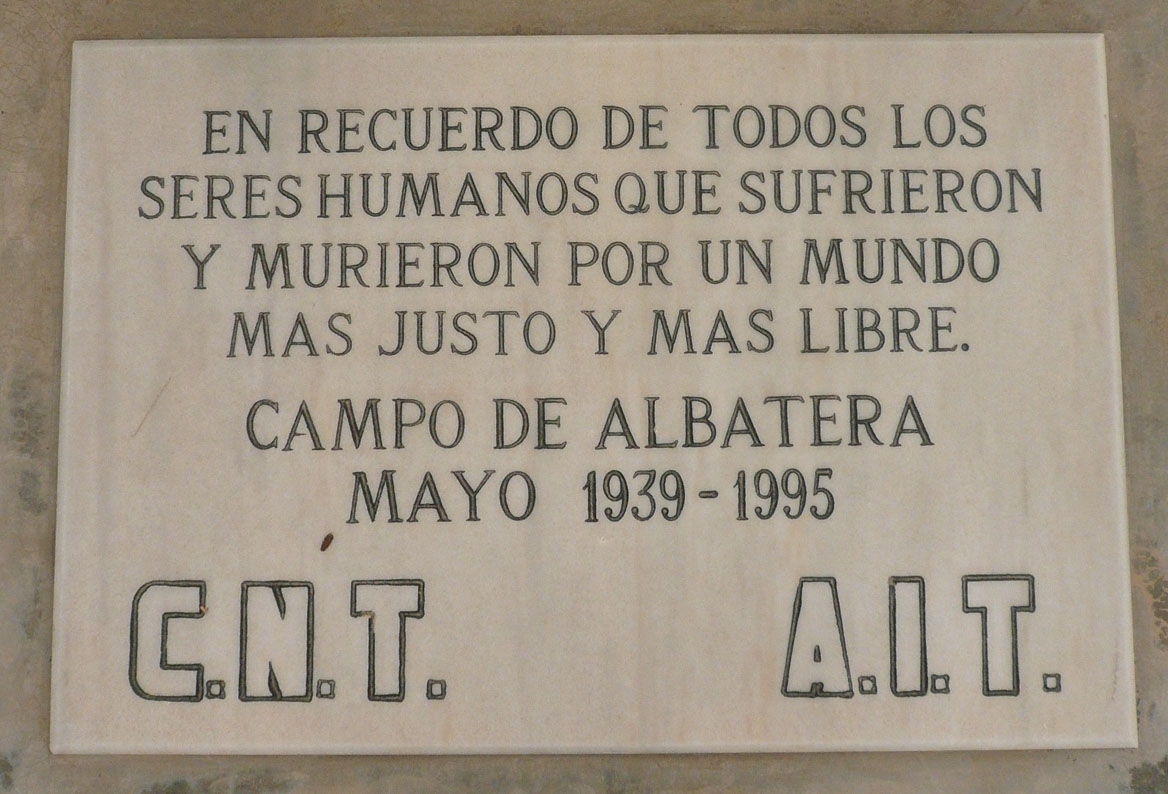 EN RECUERDO DE TODOS LOS
SERES HUMANOS QUE SUFRIERON
Y MURIERON POR UN MUNDO
MAS JUSTO Y MAS LIBRE.
CAMPO DE ALBATERA
MAYO 1939-1995
C.N.T. A.I.T.